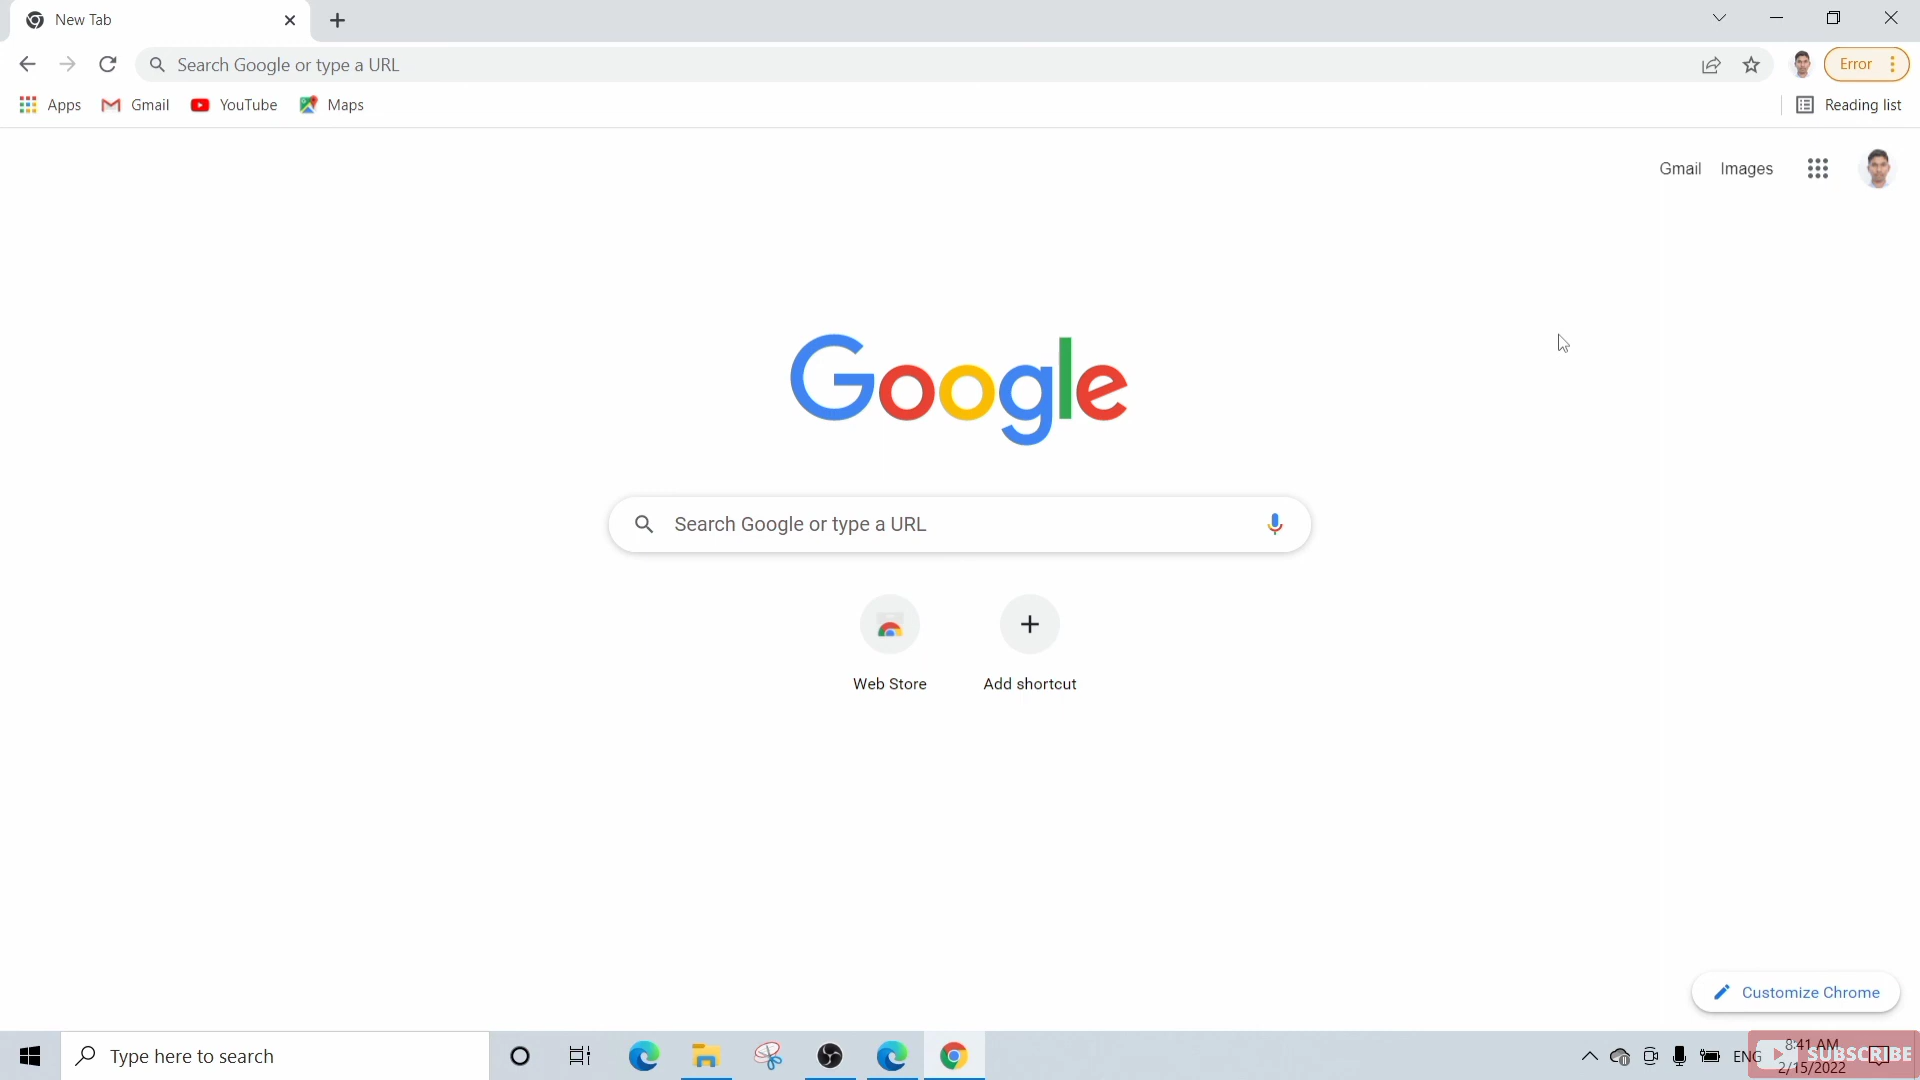 New Tab
Search Google or type a URL
Error
Apps
Gmail
YouTube
Maps
Reading list
Gmail
Images
Google
Search Google or type a URL
Web Store
Add shortcut
Customize Chrome
Type here to search
ENG
8:41 AM
SUBSCRIBE
2/15/2022